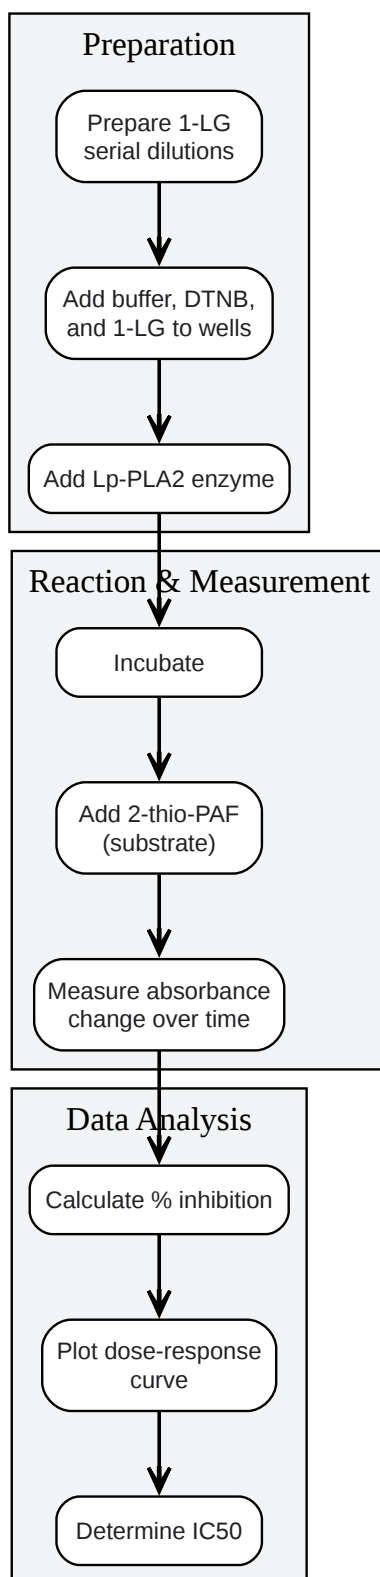 Preparation
Prepare 1-LG
serial dilutions
Add buffer, DTNB,
and 1-LG to wells
Add Lp-PLA2 enzyme
Reaction & Measurement
Incubate
Add 2-thio-PAF
(substrate)
Measure absorbance
change over time
Data Analysis
Calculate % inhibition
Plot dose-response
curve
Determine IC50